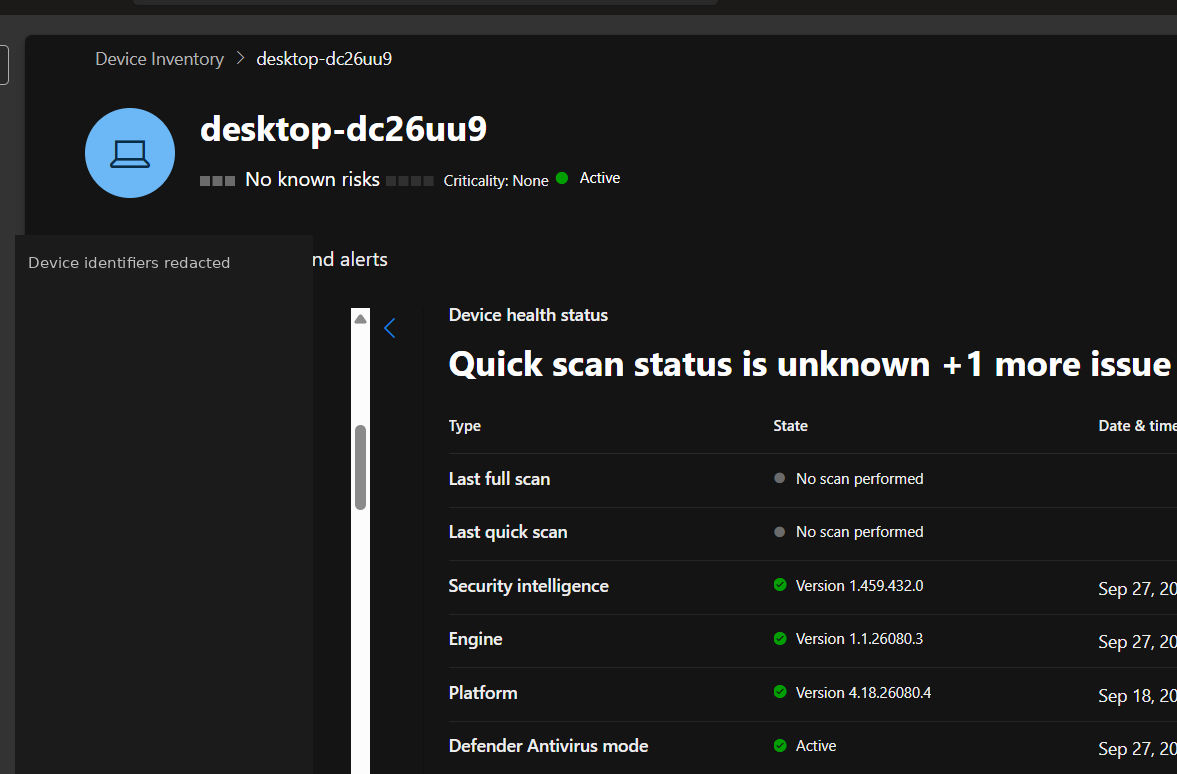 Device Inventory > desktop-dc26uu9
desktop-dc26uu9
No known risks Criticality: None Active
Device identifiers redacted
nd alerts
Device health status
Quick scan status is unknown +1 more issue
Type State Date & time
Last full scan No scan performed
Last quick scan No scan performed
Security intelligence Version 1.459.432.0 Sep 27, 20
Engine Version 1.1.26080.3 Sep 27, 20
Platform Version 4.18.26080.4 Sep 18, 20
Defender Antivirus mode Active Sep 27, 20